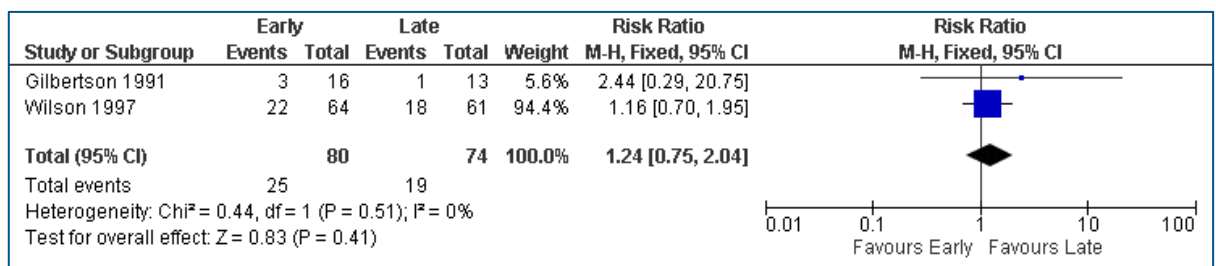 Early Late Risk Ratio Risk Ratio
Study or Subgroup Events Total Events Total Weight M-H, Fixed, 95% CI M-H, Fixed, 95% CI
Gilbertson 1991 3 16 1 13 5.6% 2.44 [0.29, 20.75]
Wilson 1997 22 64 18 61 94.4% 1.16 [0.70, 1.95]
Total (95% CI) 80 74 100.0% 1.24 [0.75, 2.04]
Total events 25 19
Heterogeneity: Chi² = 0.44, df = 1 (P = 0.51); I² = 0%
Test for overall effect: Z = 0.83 (P = 0.41)
0.01 0.1 1 10 100
Favours Early Favours Late